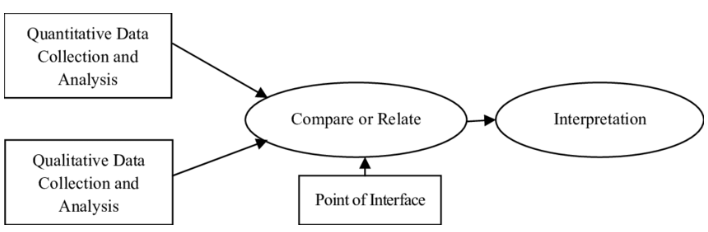 Quantitative Data
Collection and
Analysis
Qualitative Data
Collection and
Analysis
Compare or Relate
Point of Interface
Interpretation